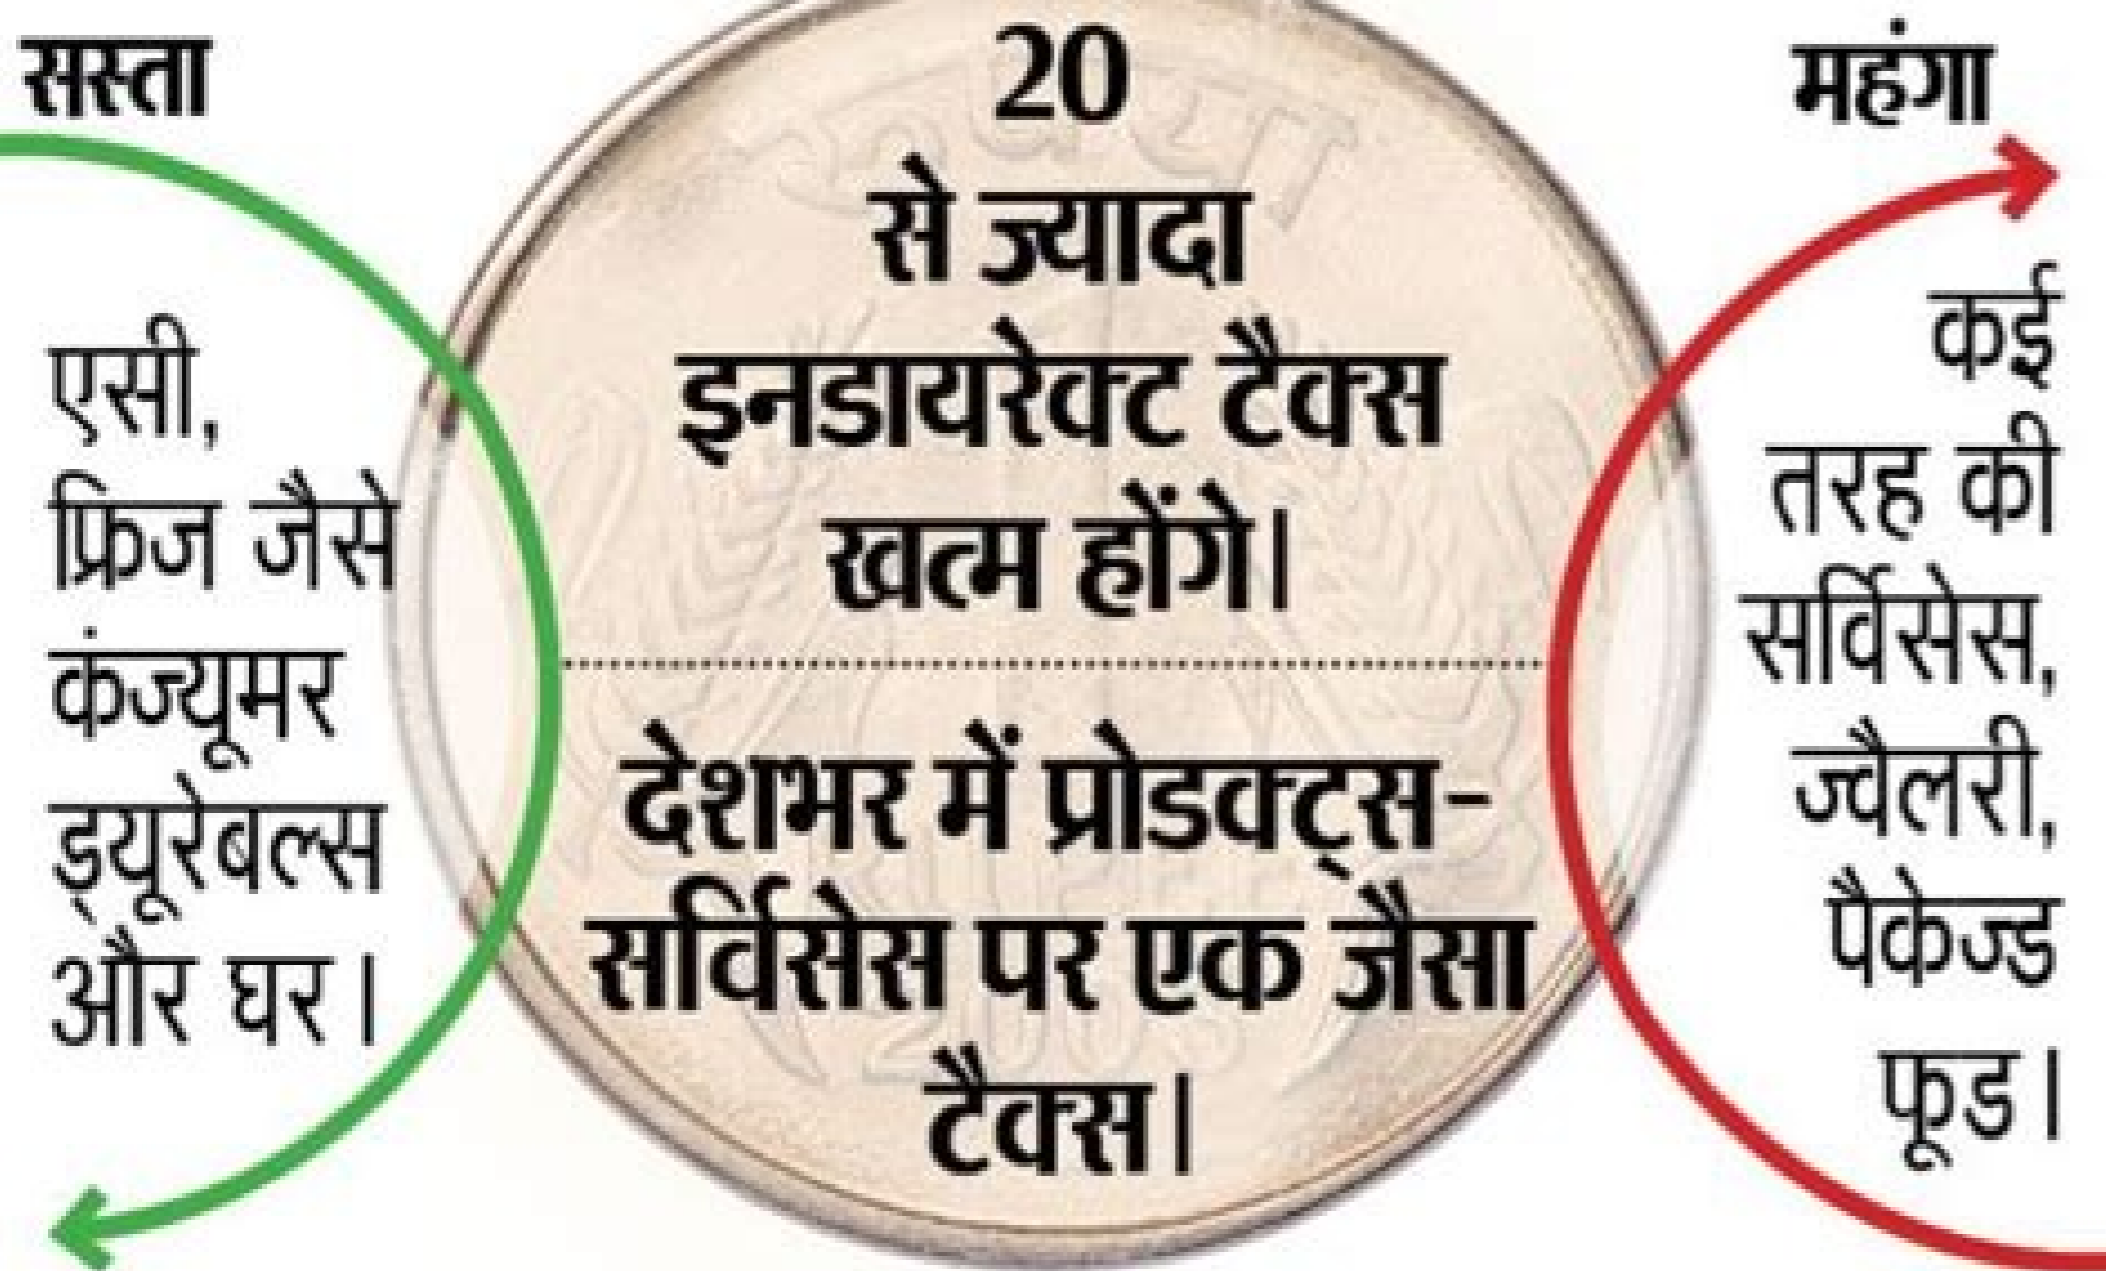 सस्ता
एसी,
फ्रिज जैसे
कंज्यूमर
ड्यूरेबल्स
और घर।
20
से ज्यादा
इनडायरेक्ट टैक्स
खत्म होंगे।
देशभर में प्रोडक्ट्स-
सर्विसेस पर एक जैसा
टैक्स।
महंगा
कई
तरह की
सर्विसेस,
ज्वैलरी,
पैकेज्ड
फूड।